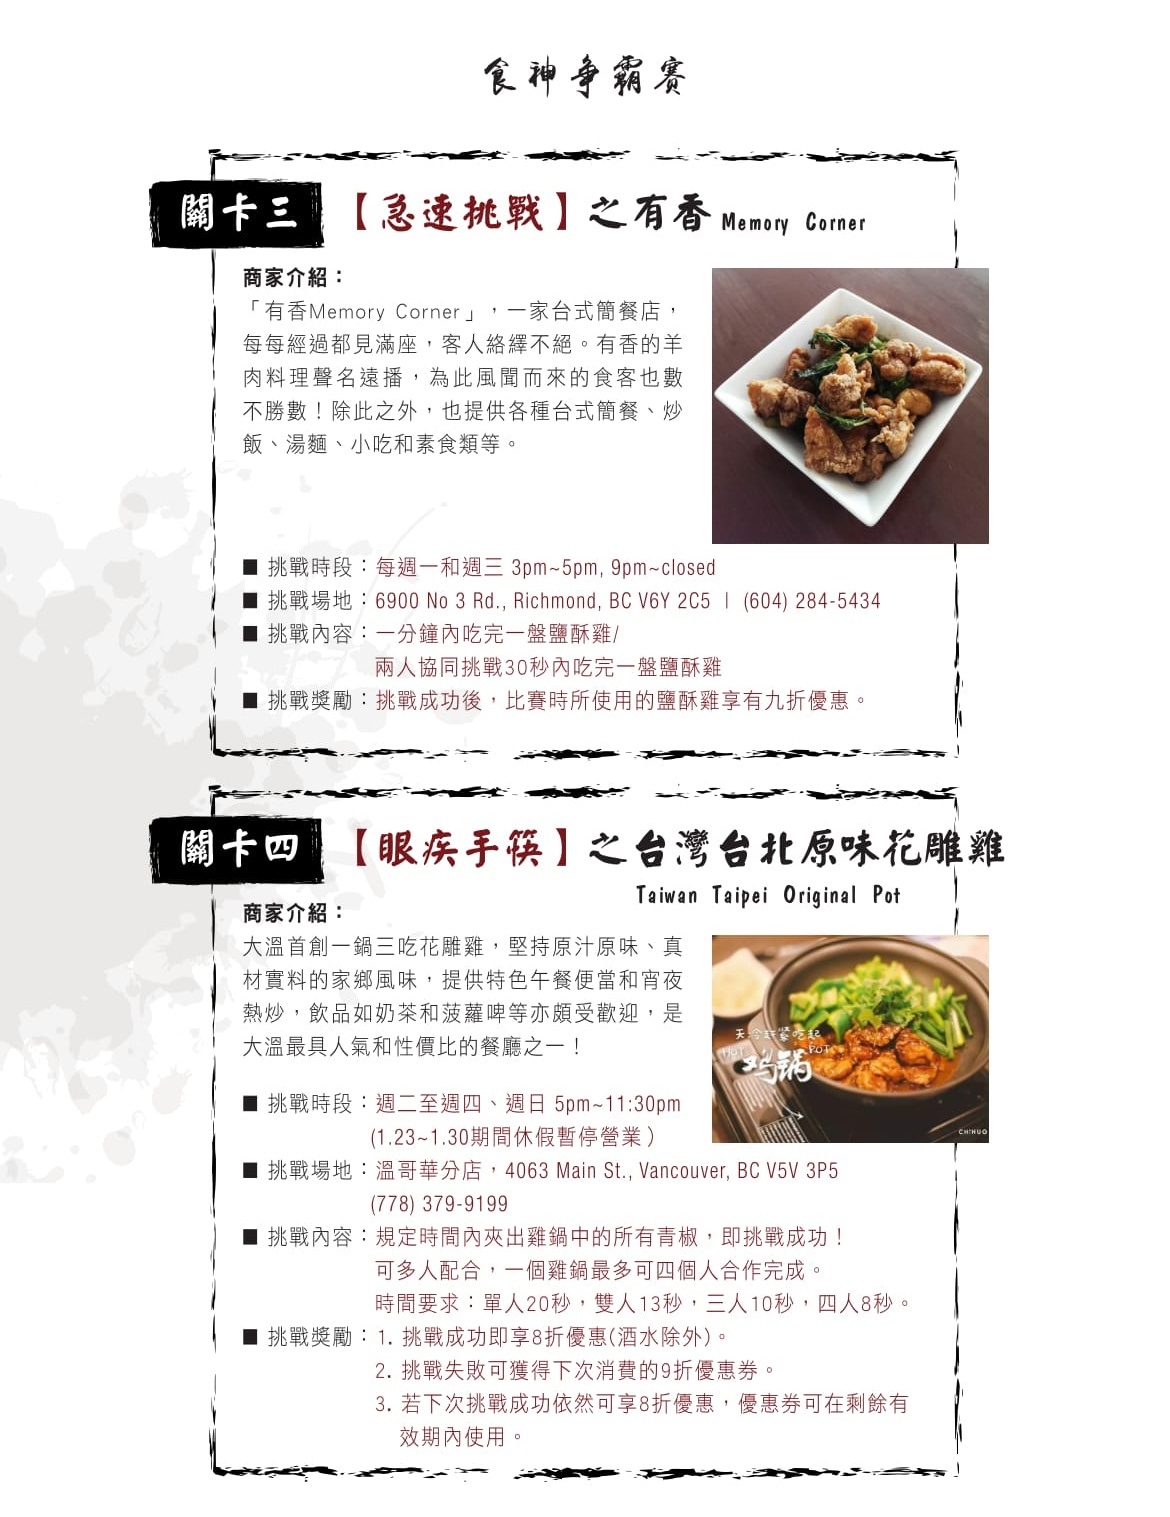 食神爭霸賽
關卡三 【急速挑戰】之有香 Memory Corner
商家介紹：
「有香Memory Corner」，一家台式簡餐店，
每每經過都見滿座，客人絡繹不絕。有香的羊
肉料理聲名遠播，為此風聞而來的食客也數
不勝數！除此之外，也提供各種台式簡餐、炒
飯、湯麵、小吃和素食類等。
■ 挑戰時段：每週一和週三 3pm~5pm, 9pm~closed
■ 挑戰場地：6900 No 3 Rd., Richmond, BC V6Y 2C5 | (604) 284-5434
■ 挑戰內容：一分鐘內吃完一盤鹽酥雞/
兩人協同挑戰30秒內吃完一盤鹽酥雞
■ 挑戰獎勵：挑戰成功後，比賽時所使用的鹽酥雞享有九折優惠。
關卡四 【眼疾手筷】之台灣台北原味花雕雞
Taiwan Taipei Original Pot
商家介紹：
大溫首創一鍋三吃花雕雞，堅持原汁原味、真
材實料的家鄉風味，提供特色午餐便當和宵夜
熱炒，飲品如奶茶和菠蘿啤等亦頗受歡迎，是
大溫最具人氣和性價比的餐廳之一！
天冷趕緊吃起
HOT 鸡锅 POT
CHIHUO
■ 挑戰時段：週二至週四、週日 5pm~11:30pm
(1.23~1.30期間休假暫停營業）
■ 挑戰場地：溫哥華分店，4063 Main St., Vancouver, BC V5V 3P5
(778) 379-9199
■ 挑戰內容：規定時間內夾出雞鍋中的所有青椒，即挑戰成功！
可多人配合，一個雞鍋最多可四個人合作完成。
時間要求：單人20秒，雙人13秒，三人10秒，四人8秒。
■ 挑戰獎勵：1. 挑戰成功即享8折優惠(酒水除外)。
2. 挑戰失敗可獲得下次消費的9折優惠券。
3. 若下次挑戰成功依然可享8折優惠，優惠券可在剩餘有
效期內使用。